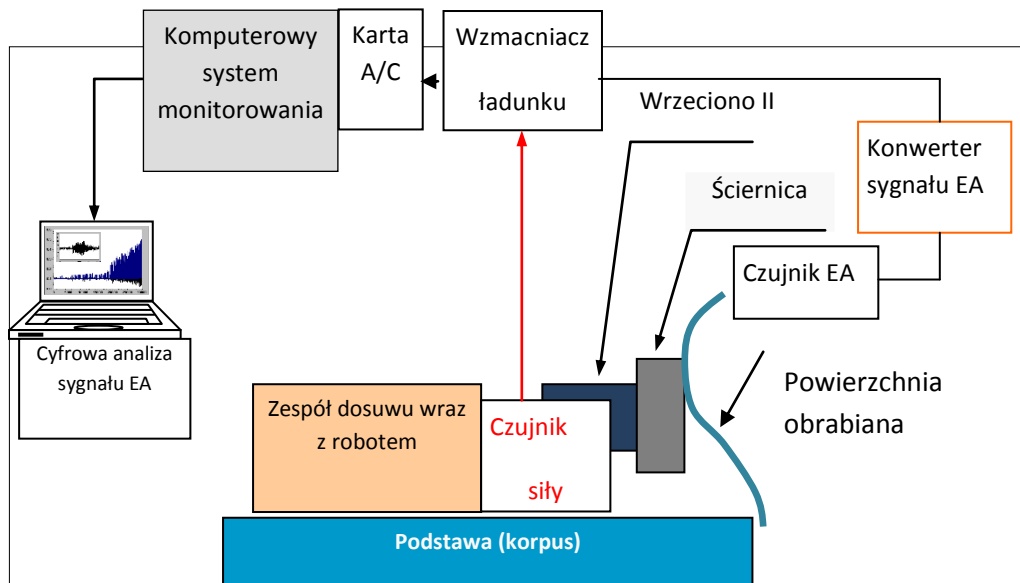 Komputerowy
system
monitorowania
Karta
A/C
Wzmacniacz
ładunku
Wrzeciono II
Konwerter
sygnału EA
Ściernica
Czujnik EA
Cyfrowa analiza
sygnału EA
Zespół dosuwu wraz
z robotem
Czujnik
siły
Powierzchnia
obrabiana
Podstawa (korpus)